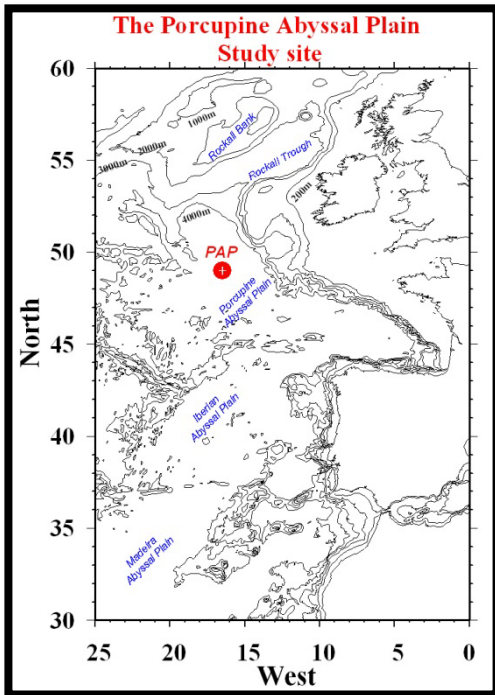 The Porcupine Abyssal Plain
Study site
60
1000m
Rockall Bank
2000m
3000m
Rockall Trough
55
200m
4000m
PAP
50
Porcupine
Abyssal Plain
North
45
Iberian
Abyssal Plain
40
35
Madeira
Abyssal Plain
30
25
20
15
10
5
0
West